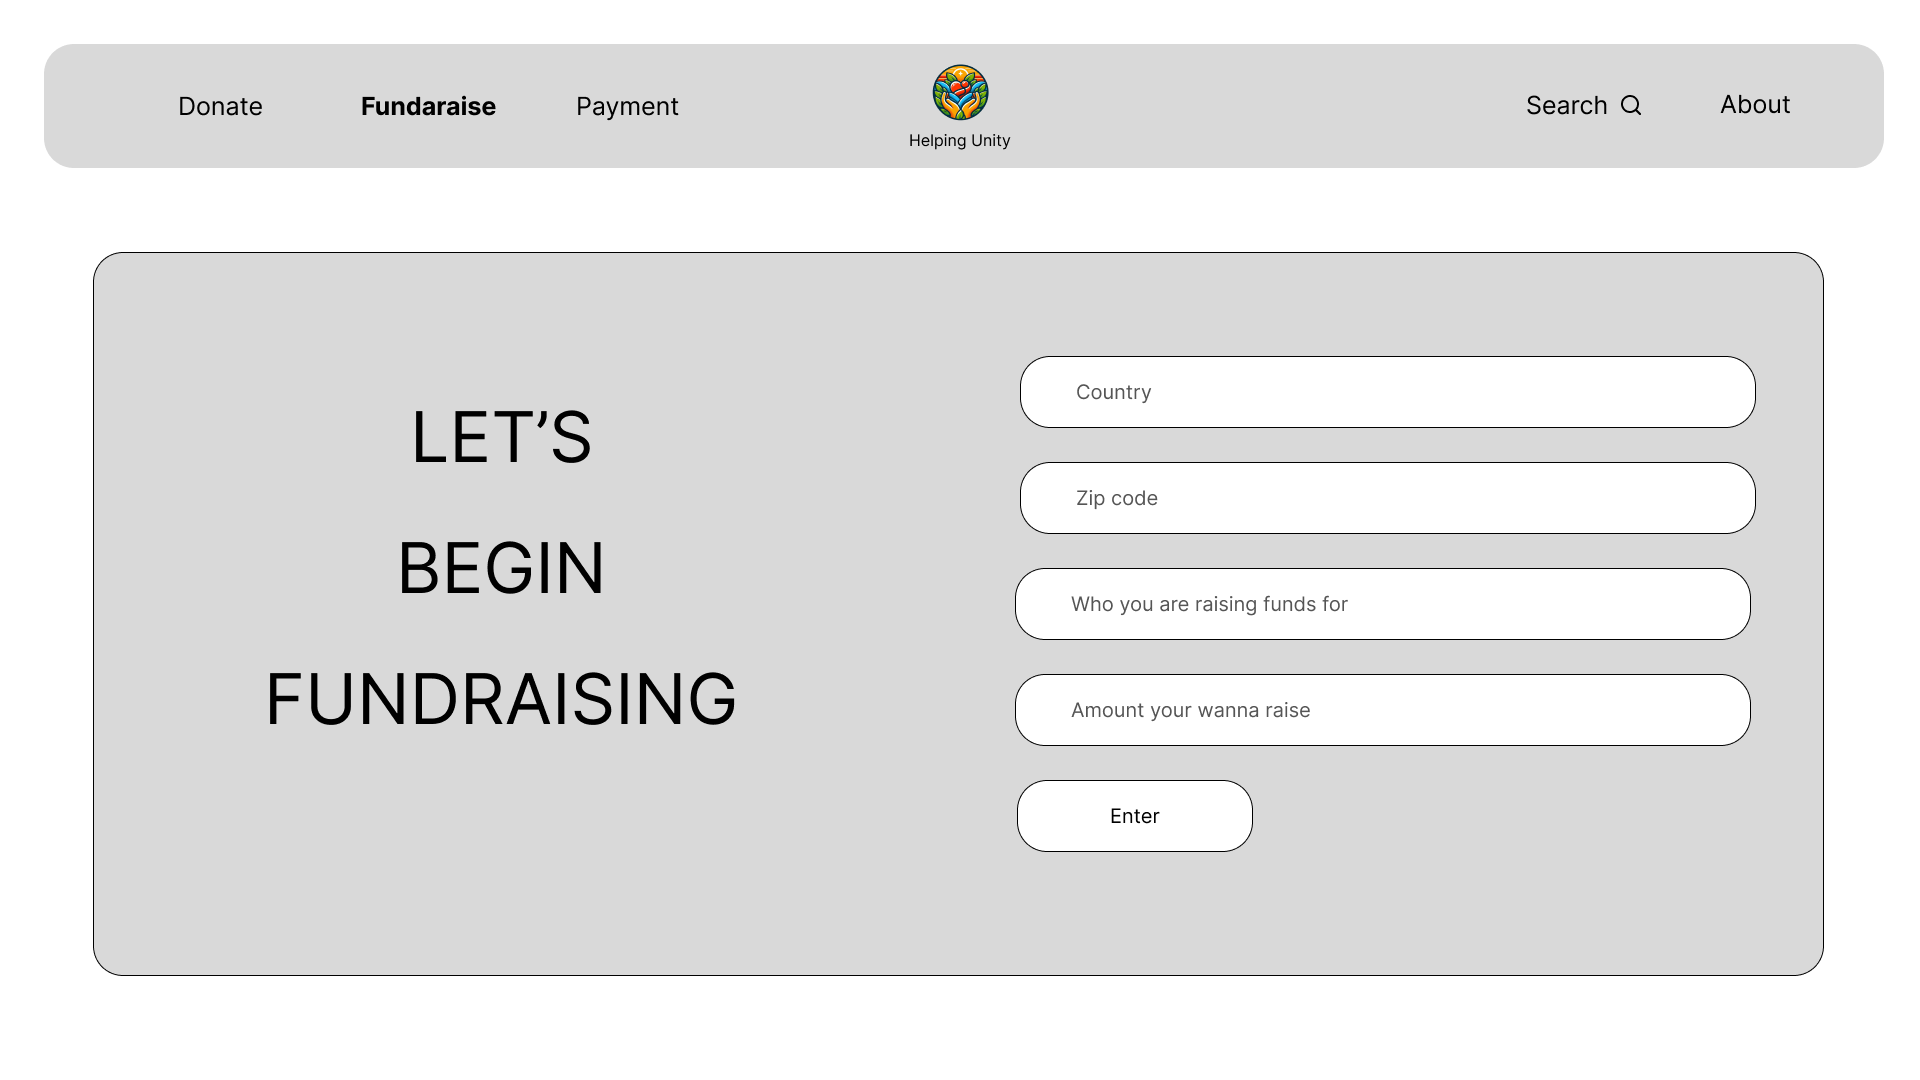 Donate
Fundaraise
Payment
Helping Unity
Search
About
LET’S
BEGIN
FUNDRAISING
Country
Zip code
Who you are raising funds for
Amount your wanna raise
Enter